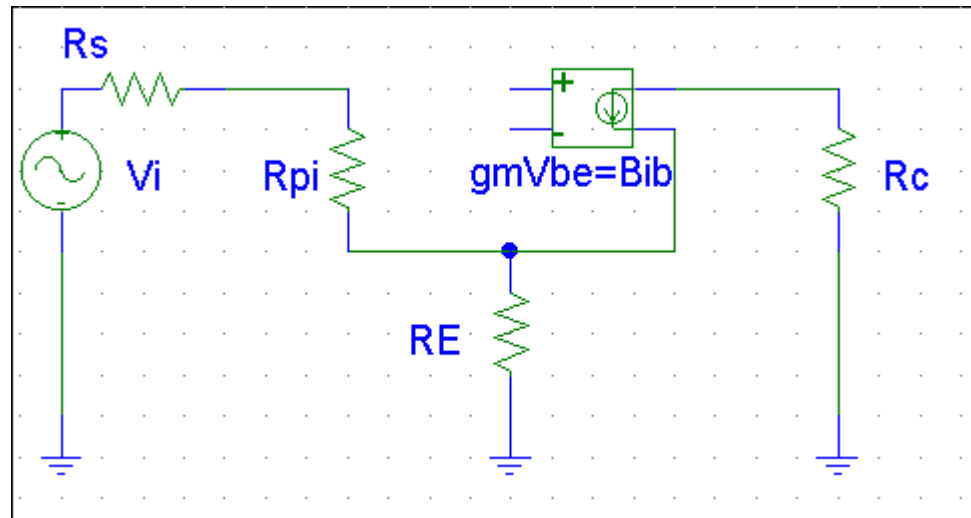 Rs
+
Vi
-
Rpi
+
-
gmVbe=Bib
Rc
RE